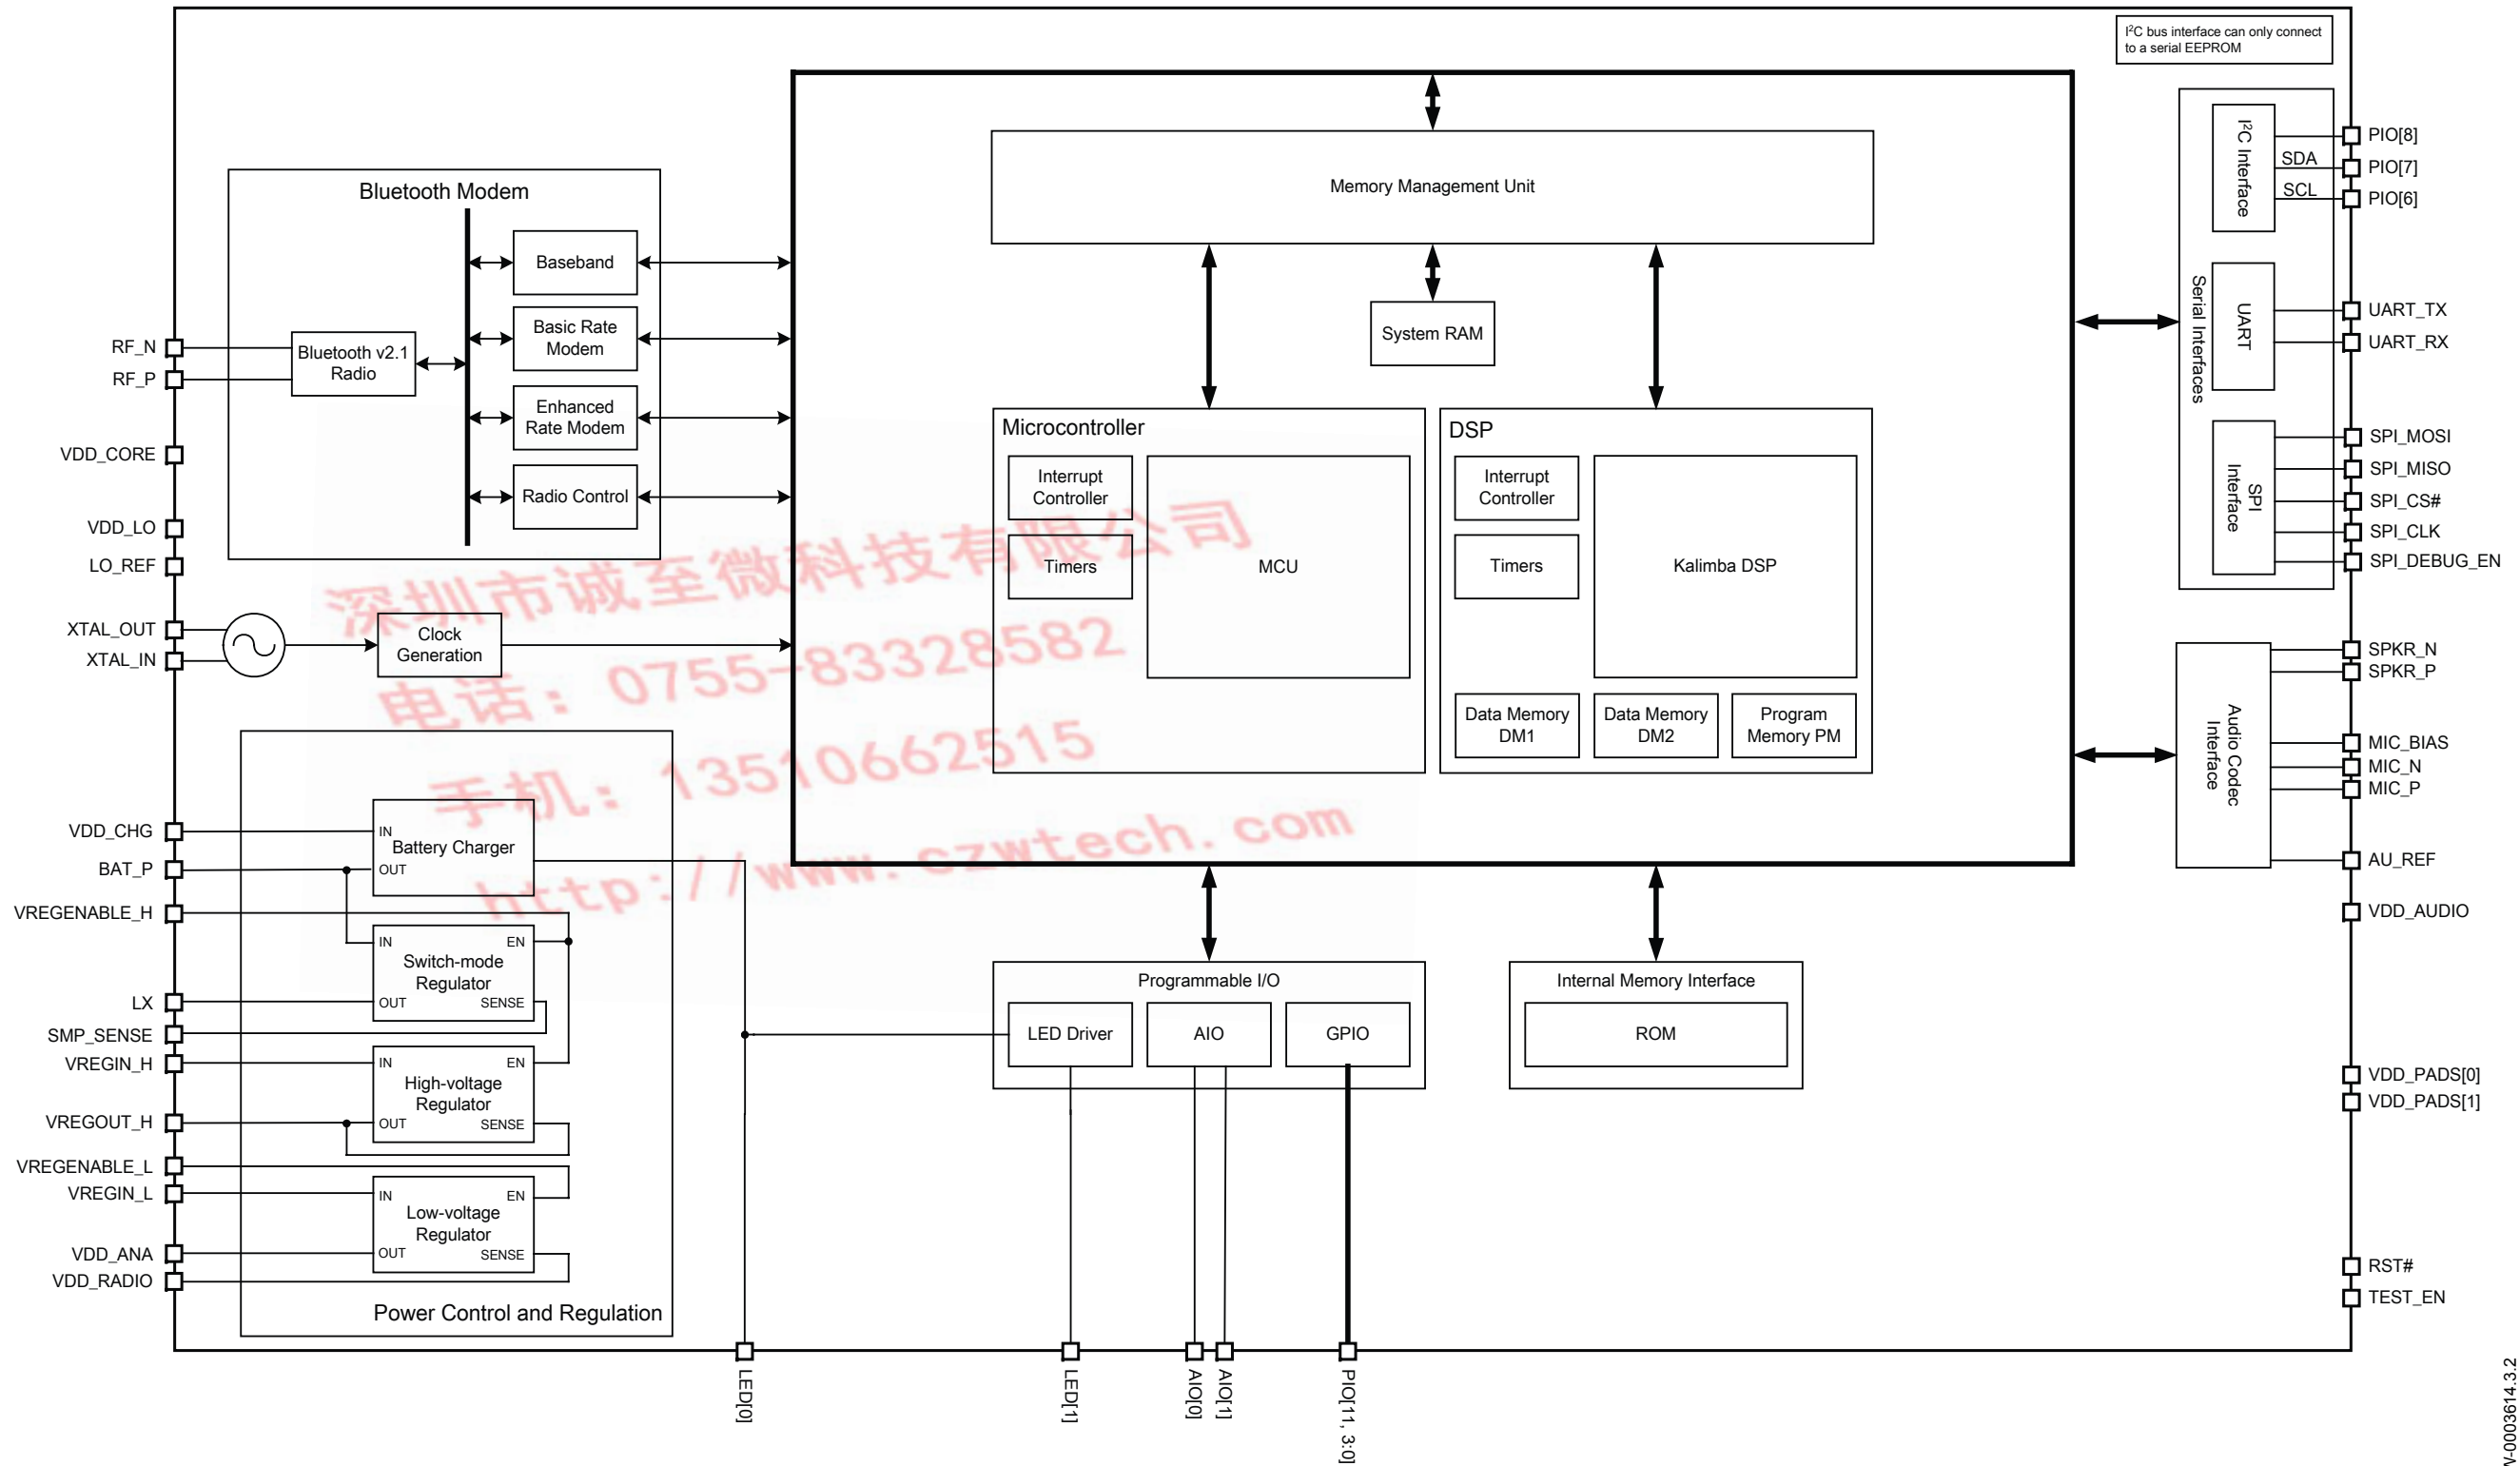 I²C bus interface can only connect
to a serial EEPROM
Bluetooth Modem
Baseband
Basic Rate
Modem
Enhanced
Rate Modem
Radio Control
Bluetooth v2.1
Radio
RF_N
RF_P
VDD_CORE
VDD_LO
LO_REF
XTAL_OUT
XTAL_IN
Clock
Generation
Memory Management Unit
System RAM
Microcontroller
Interrupt
Controller
Timers
MCU
DSP
Interrupt
Controller
Timers
Kalimba DSP
Data Memory
DM1
Data Memory
DM2
Program
Memory PM
Serial Interfaces
I²C Interface
SDA
SCL
PIO[8]
PIO[7]
PIO[6]
UART
UART_TX
UART_RX
SPI
Interface
SPI_MOSI
SPI_MISO
SPI_CS#
SPI_CLK
SPI_DEBUG_EN
Audio Codec
Interface
SPKR_N
SPKR_P
MIC_BIAS
MIC_N
MIC_P
AU_REF
VDD_AUDIO
VDD_PADS[0]
VDD_PADS[1]
RST#
TEST_EN
VDD_CHG
BAT_P
VREGENABLE_H
LX
SMP_SENSE
VREGIN_H
VREGOUT_H
VREGENABLE_L
VREGIN_L
VDD_ANA
VDD_RADIO
IN
Battery Charger
OUT
IN
EN
Switch-mode
Regulator
OUT
SENSE
IN
EN
High-voltage
Regulator
OUT
SENSE
IN
EN
Low-voltage
Regulator
OUT
SENSE
Power Control and Regulation
Programmable I/O
LED Driver
AIO
GPIO
Internal Memory Interface
ROM
LED[0]
LED[1]
AIO[0]
AIO[1]
PIO[11, 3:0]
深圳市诚至微科技有限公司
电话：0755-83328582
手机：13510662515
http://www.czwtech.com